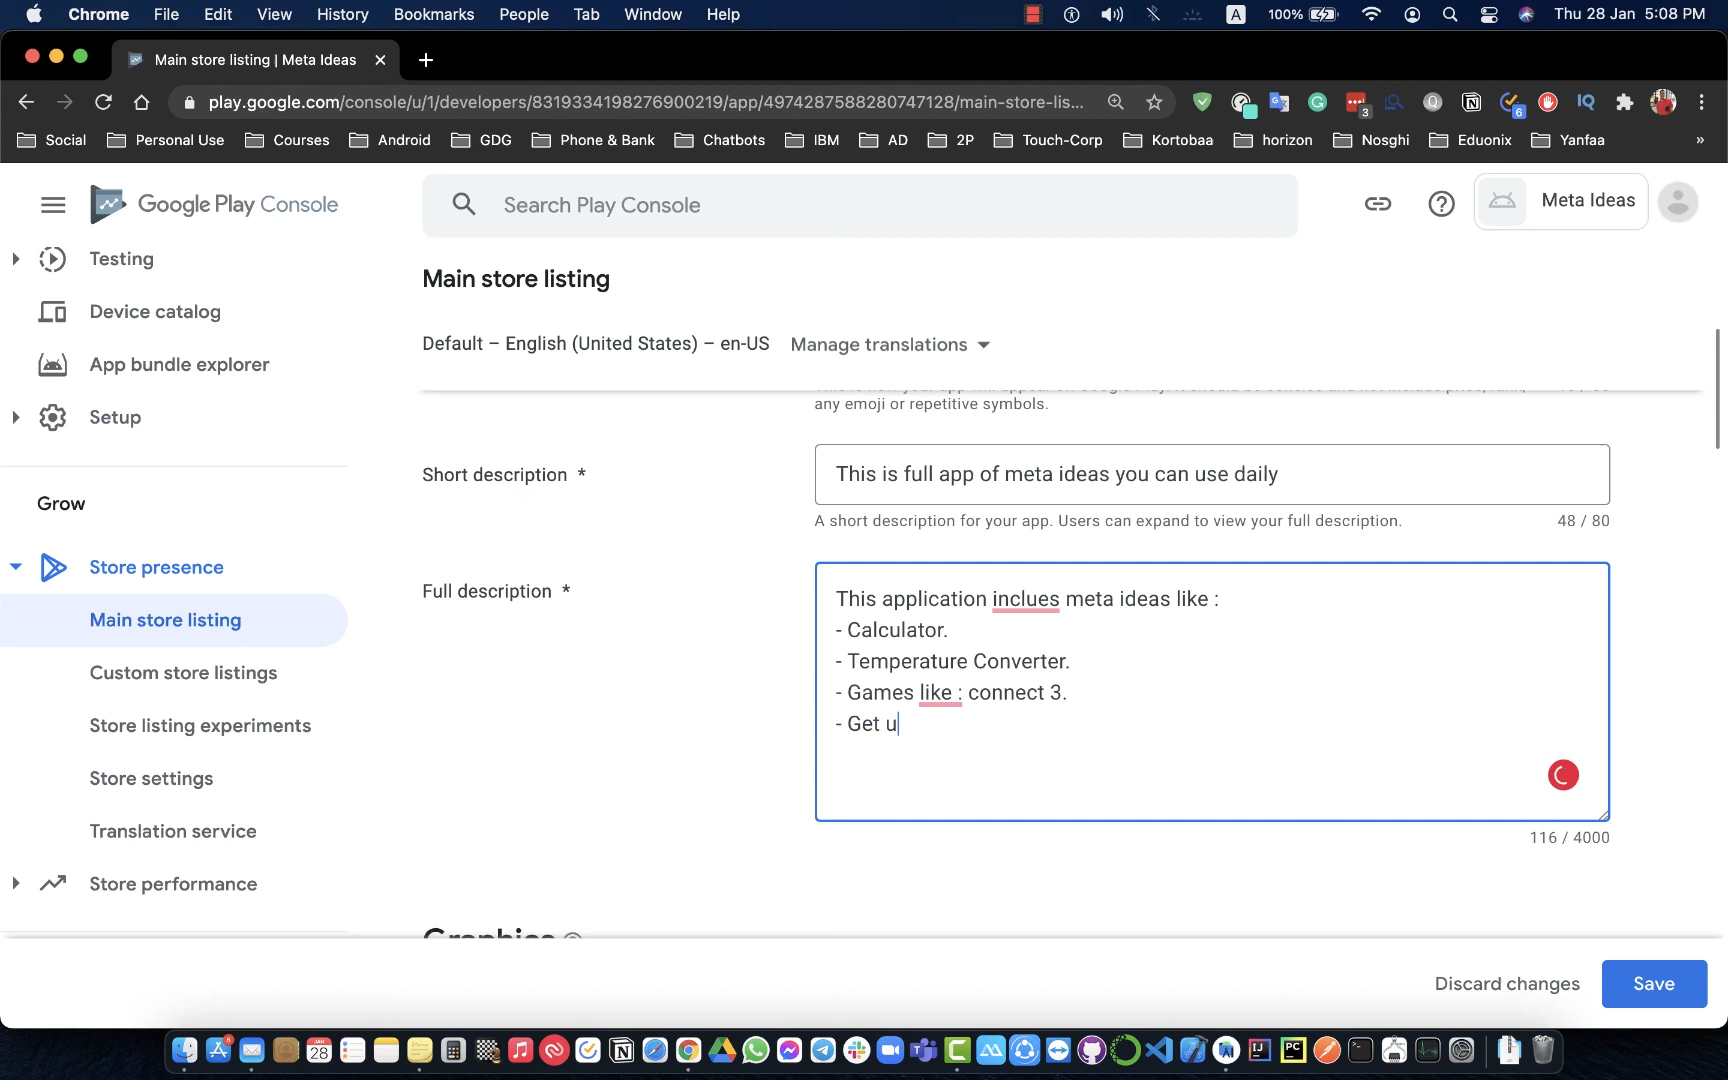 Chrome File Edit View History Bookmarks People Tab Window Help A 100% Thu 28 Jan 5:08 PM
Main store listing | Meta Ideas
play.google.com/console/u/1/developers/8319334198276900219/app/4974287588280747128/main-store-lis... 3 6 IQ
Social Personal Use Courses Android GDG Phone & Bank Chatbots IBM AD 2P Touch-Corp Kortobaa horizon Nosghi Eduonix Yanfaa »
Google Play Console
Search Play Console
Meta Ideas
Testing
Device catalog
App bundle explorer
Setup
Grow
Store presence
Main store listing
Custom store listings
Store listing experiments
Store settings
Translation service
Store performance
Main store listing
Default – English (United States) – en-US Manage translations
any emoji or repetitive symbols.
Short description *
This is full app of meta ideas you can use daily
A short description for your app. Users can expand to view your full description. 48 / 80
Full description *
This application inclues meta ideas like :
- Calculator.
- Temperature Converter.
- Games like : connect 3.
- Get u
116 / 4000
Discard changes Save